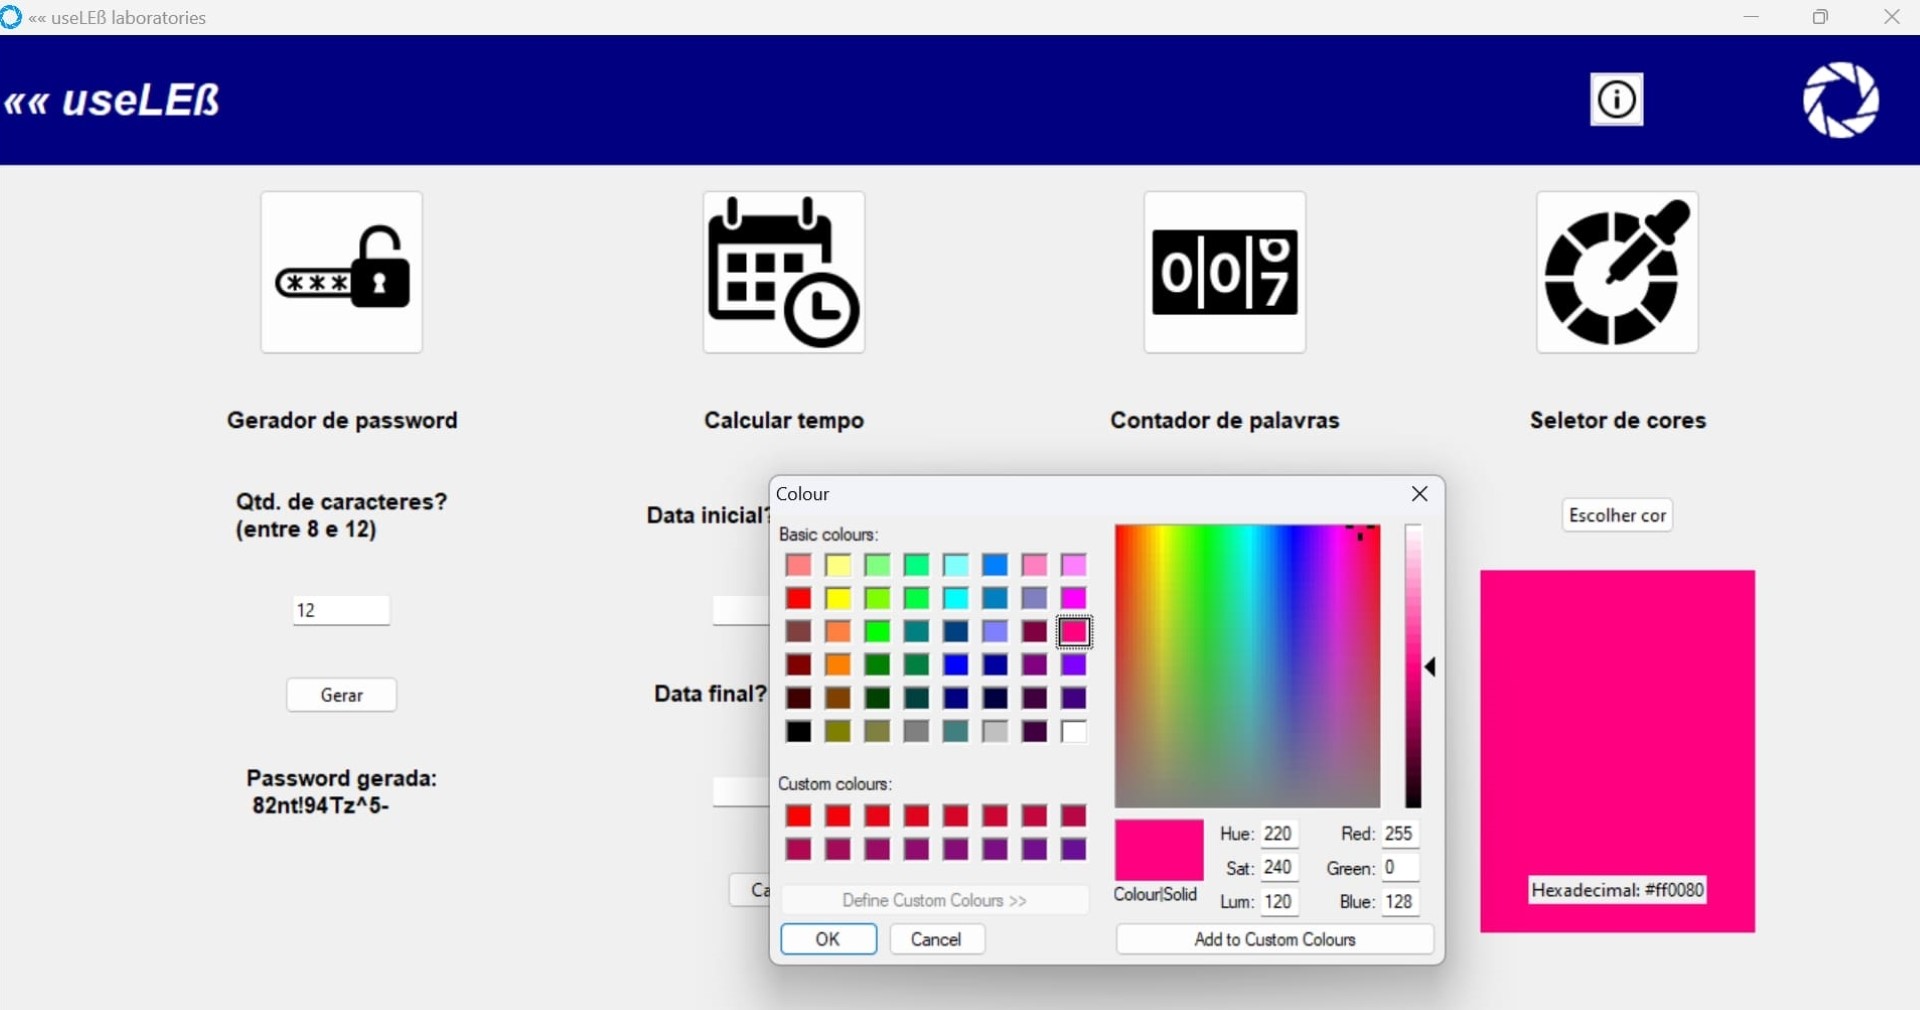 «« useLEß laboratories
«« useLEß
***
0 0 6
7
Gerador de password
Calcular tempo
Contador de palavras
Seletor de cores
Qtd. de caracteres?
(entre 8 e 12)
12
Gerar
Password gerada:
82nt!94Tz^5-
Data inicial?
Data final?
Ca
Colour
Basic colours:
Custom colours:
Define Custom Colours >>
OK
Cancel
Colour|Solid
Hue: 220
Sat: 240
Lum: 120
Red: 255
Green: 0
Blue: 128
Add to Custom Colours
Escolher cor
Hexadecimal: #ff0080